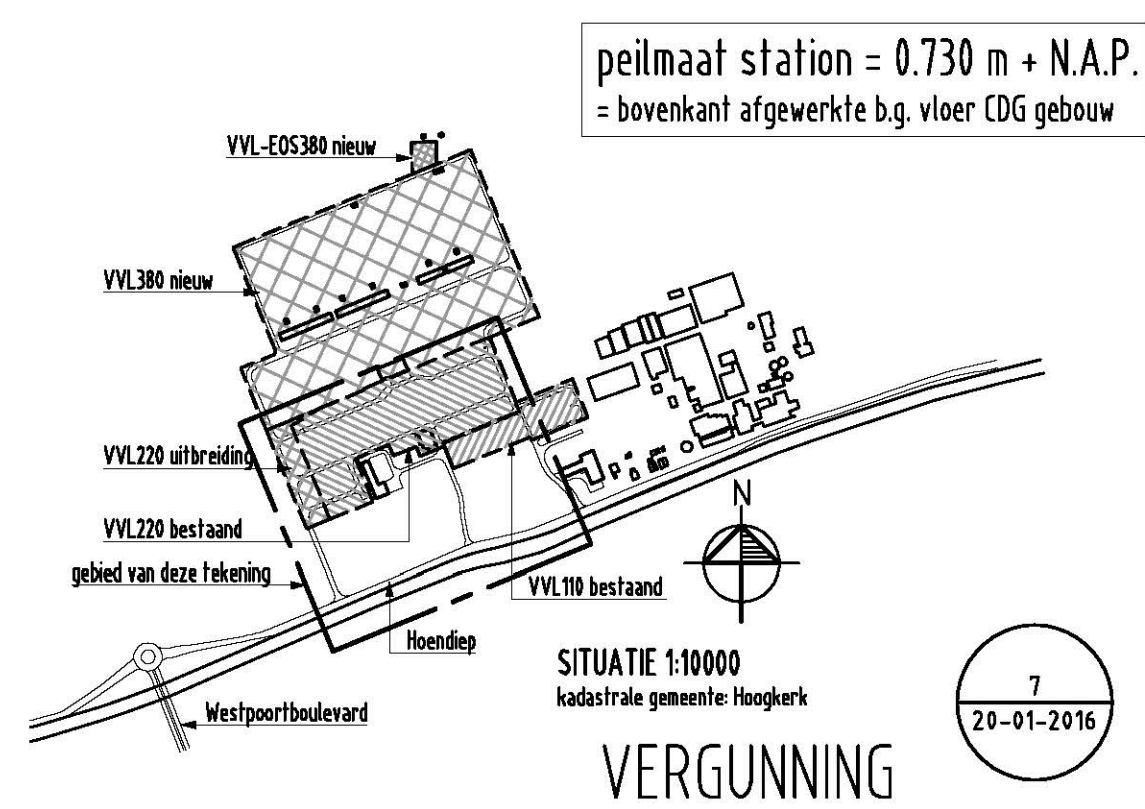 peilmaat station = 0.730 m + N.A.P.
= bovenkant afgewerkte b.g. vloer CDG gebouw
VVL-EOS380 nieuw
VVL380 nieuw
VVL220 uitbreiding
VVL220 bestaand
gebied van deze tekening
VVL110 bestaand
Hoendiep
Westpoortboulevard
N
SITUATIE 1:10000
kadastrale gemeente: Hoogkerk
7
20-01-2016
VERGUNNING